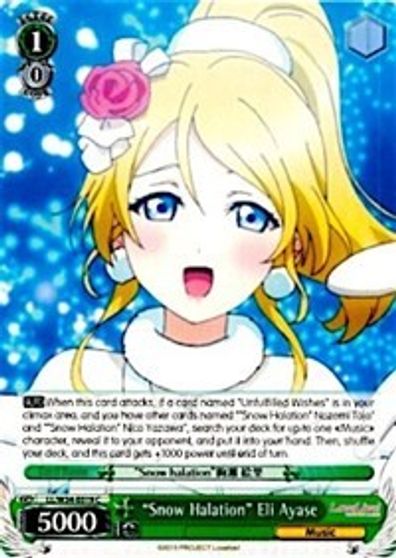 LEVEL
1
0
COST
AUTO When this card attacks, if a card named "Unfulfilled Wishes" is in your
climax area, and you have other cards named ""Snow Halation" Nozomi Tojo"
and ""Snow Halation" Nico Yazawa", search your deck for up to one «Music»
character, reveal it to your opponent, and put it into your hand. Then, shuffle
your deck, and this card gets +1000 power until end of turn.
"Snow halation" 絢瀬 絵里
5000
"Snow Halation" Eli Ayase
Music